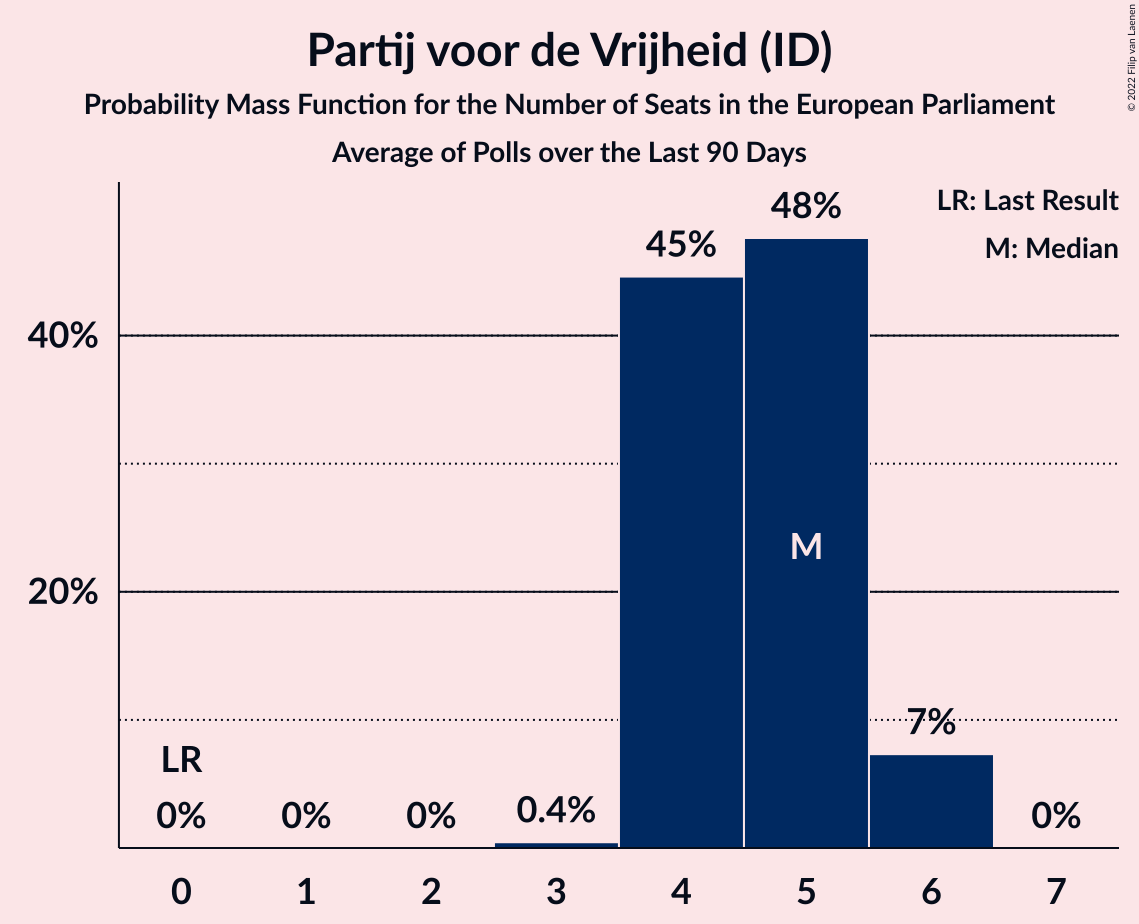 Partij voor de Vrijheid (ID)
Probability Mass Function for the Number of Seats in the European Parliament
Average of Polls over the Last 90 Days
© 2022 Filip van Laenen
LR: Last Result
M: Median
40%
20%
LR
0%
0%
0%
0.4%
45%
48%
M
7%
0%
0 1 2 3 4 5 6 7